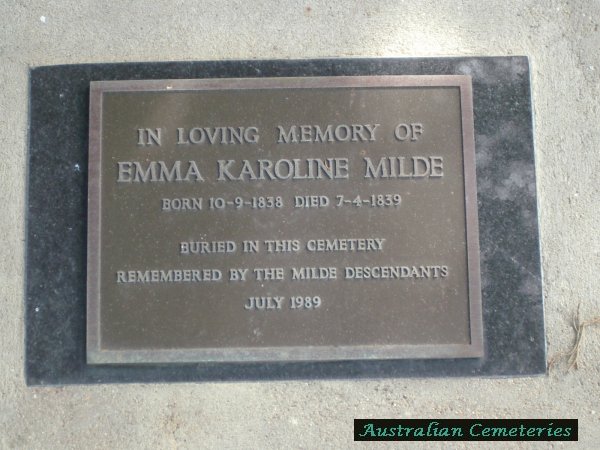 IN LOVING MEMORY OF
EMMA KAROLINE MILDE
BORN 10-9-1838 DIED 7-4-1839
BURIED IN THIS CEMETERY
REMEMBERED BY THE MILDE DESCENDANTS
JULY 1989
Australian Cemeteries